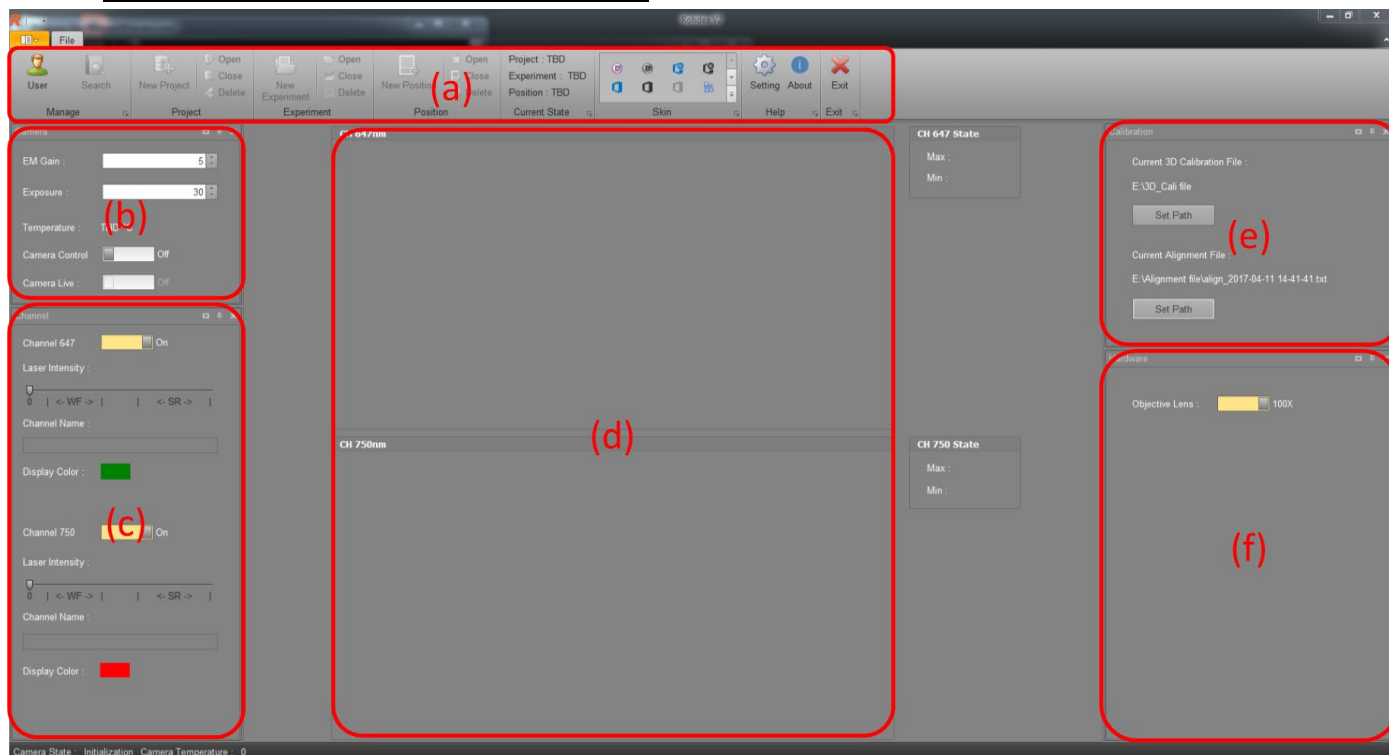 Rohdea V2
File
User
Search
New Project
Open
Close
Delete
New
Experiment
Open
Close
Delete
New Position
Open
Close
Delete
Project : TBD
Experiment : TBD
Position : TBD
Setting
About
Exit
Manage
Project
Experiment
Position
Current State
Skin
Help
Exit
(a)
Camera
EM Gain :
5
Exposure :
30
Temperature :
Camera Control
Off
Camera Live :
Off
(b)
Channel
Channel 647
On
Laser Intensity :
0 | <- WF -> | | <- SR -> |
Channel Name :
Display Color :
Channel 750
On
Laser Intensity :
0 | <- WF -> | | <- SR -> |
Channel Name :
Display Color :
(c)
CH 647nm
CH 750nm
(d)
CH 647 State
Max :
Min :
CH 750 State
Max :
Min :
Calibration
Current 3D Calibration File :
E:\3D_Cali file
Set Path
Current Alignment File :
E:\Alignment file\align_2017-04-11 14-41-41.txt
Set Path
(e)
Hardware
Objective Lens :
100X
(f)
Camera State : Initialization Camera Temperature : 0